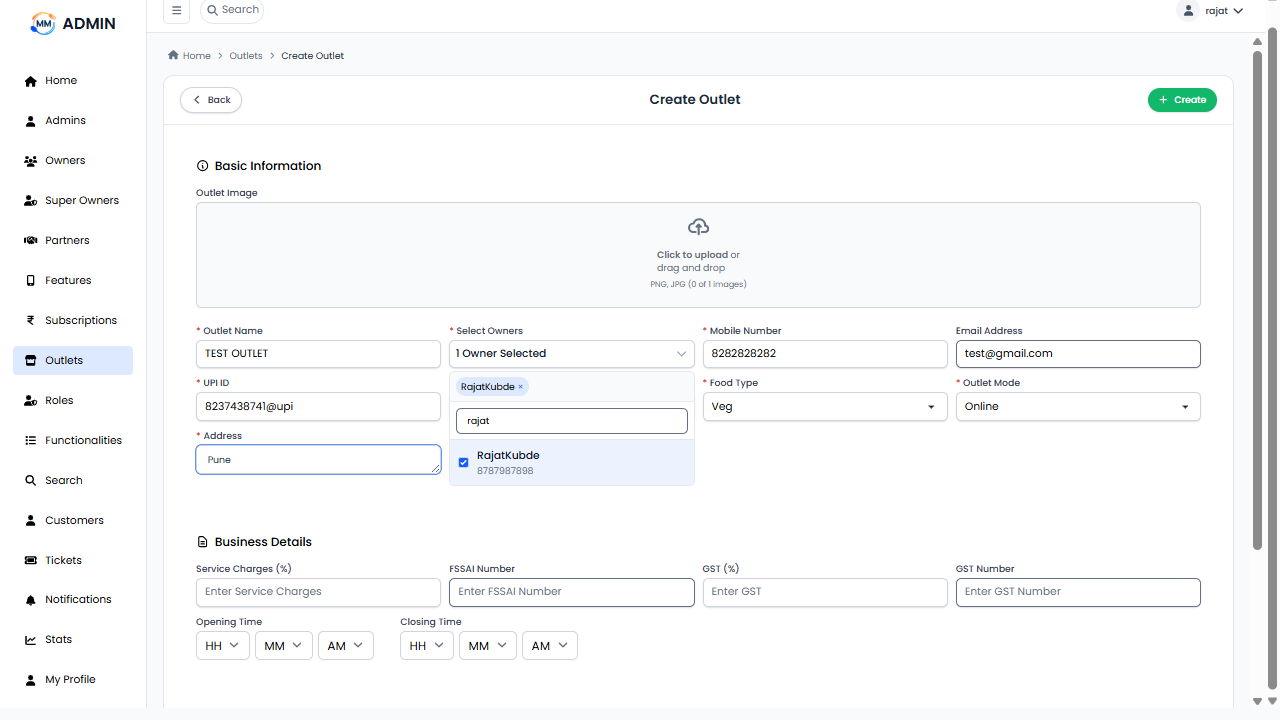 MM ADMIN
Search
rajat
Home
Admins
Owners
Super Owners
Partners
Features
Subscriptions
Outlets
Roles
Functionalities
Search
Customers
Tickets
Notifications
Stats
My Profile
Home > Outlets > Create Outlet
Back
Create Outlet
+ Create
Basic Information
Outlet Image
Click to upload or
drag and drop
PNG, JPG (0 of 1 images)
* Outlet Name
TEST OUTLET
* Select Owners
1 Owner Selected
* Mobile Number
8282828282
Email Address
test@gmail.com
* UPI ID
8237438741@upi
RajatKubde ×
rajat
RajatKubde
8787987898
* Food Type
Veg
* Outlet Mode
Online
* Address
Pune
Business Details
Service Charges (%)
Enter Service Charges
FSSAI Number
Enter FSSAI Number
GST (%)
Enter GST
GST Number
Enter GST Number
Opening Time
HH MM AM
Closing Time
HH MM AM